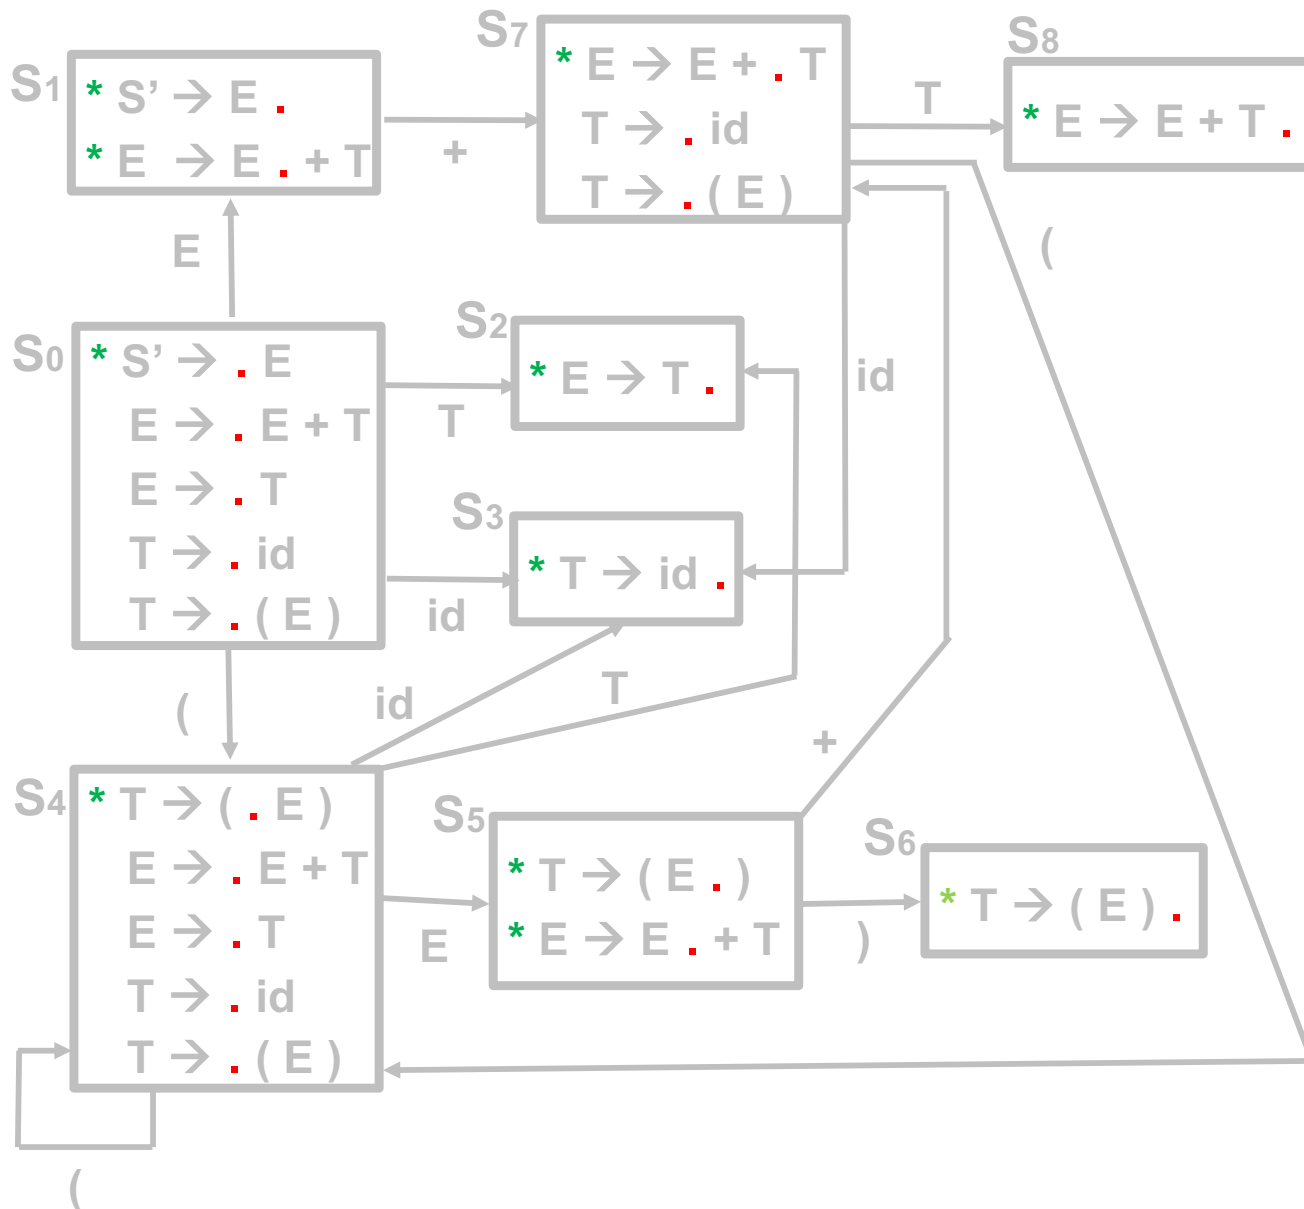 S7
* E → E + . T
T → . id
T → . ( E )
S8
* E → E + T .
S1
* S’ → E .
* E → E . + T
+
T
(
E
S0
* S’ → . E
E → . E + T
E → . T
T → . id
T → . ( E )
S2
* E → T .
T
id
S3
* T → id .
id
(
id
T
+
S4
* T → ( . E )
E → . E + T
E → . T
T → . id
T → . ( E )
S5
* T → ( E . )
* E → E . + T
E
S6
* T → ( E ) .
)
(